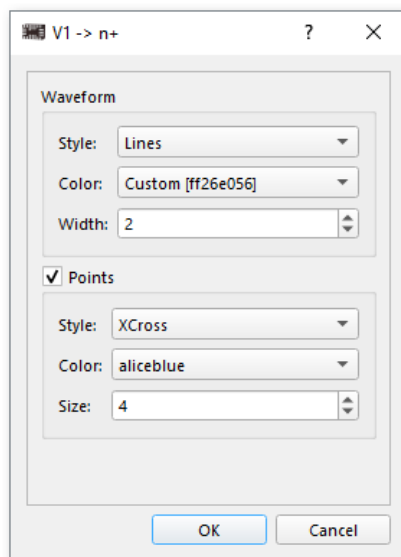 V1 -> n+ ?
Waveform
Style: Lines
Color: Custom [ff26e056]
Width: 2
Points
Style: XCross
Color: aliceblue
Size: 4
OK Cancel